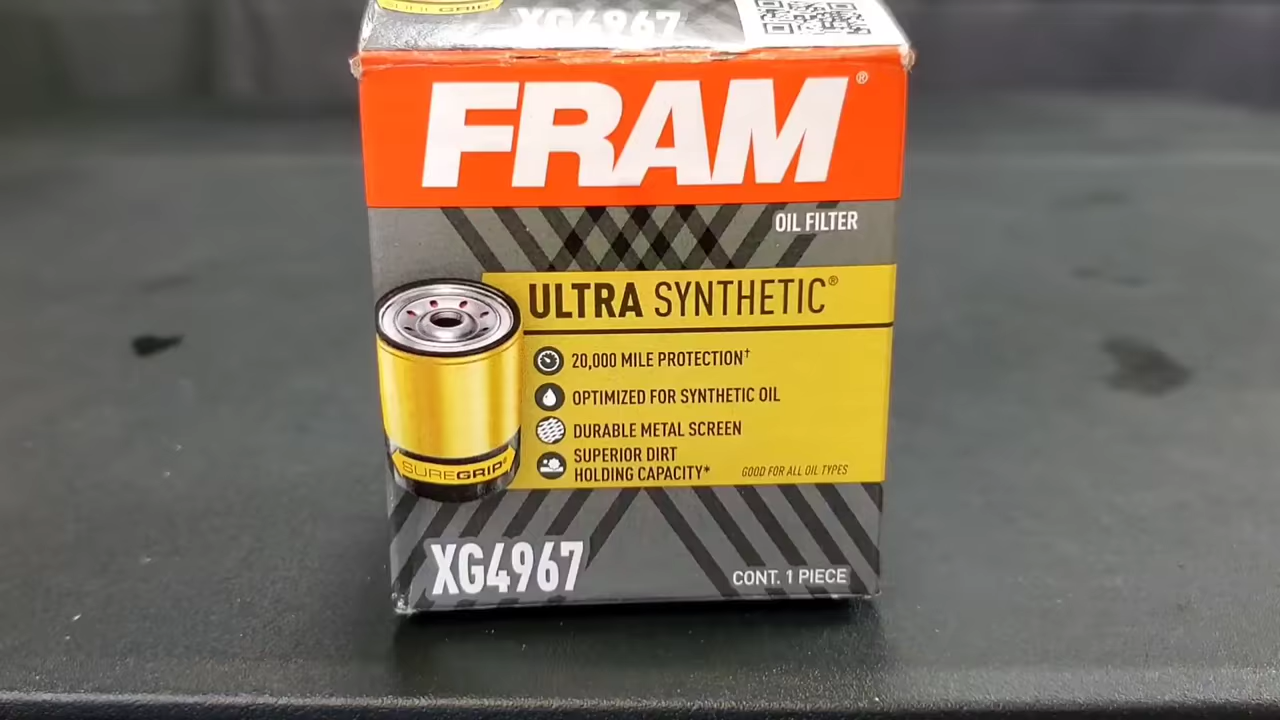 SUREGRIP
XG4967
FRAM®
OIL FILTER
ULTRA SYNTHETIC®
20,000 MILE PROTECTION†
OPTIMIZED FOR SYNTHETIC OIL
DURABLE METAL SCREEN
SUPERIOR DIRT
HOLDING CAPACITY*
GOOD FOR ALL OIL TYPES
SUREGRIP®
XG4967
CONT. 1 PIECE